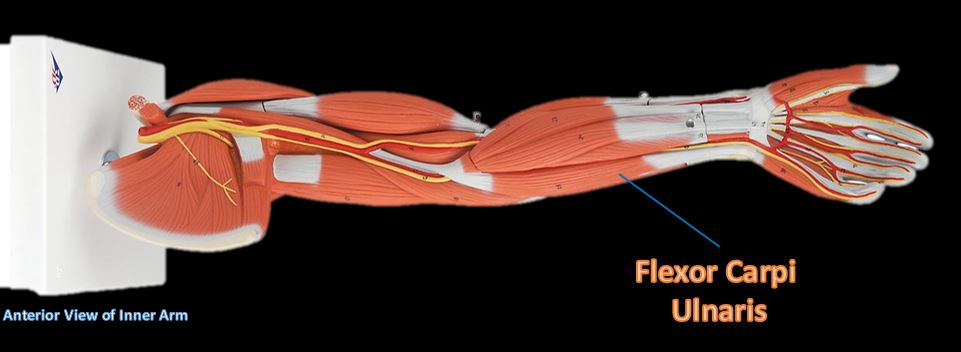 Flexor Carpi
Ulnaris
Anterior View of Inner Arm